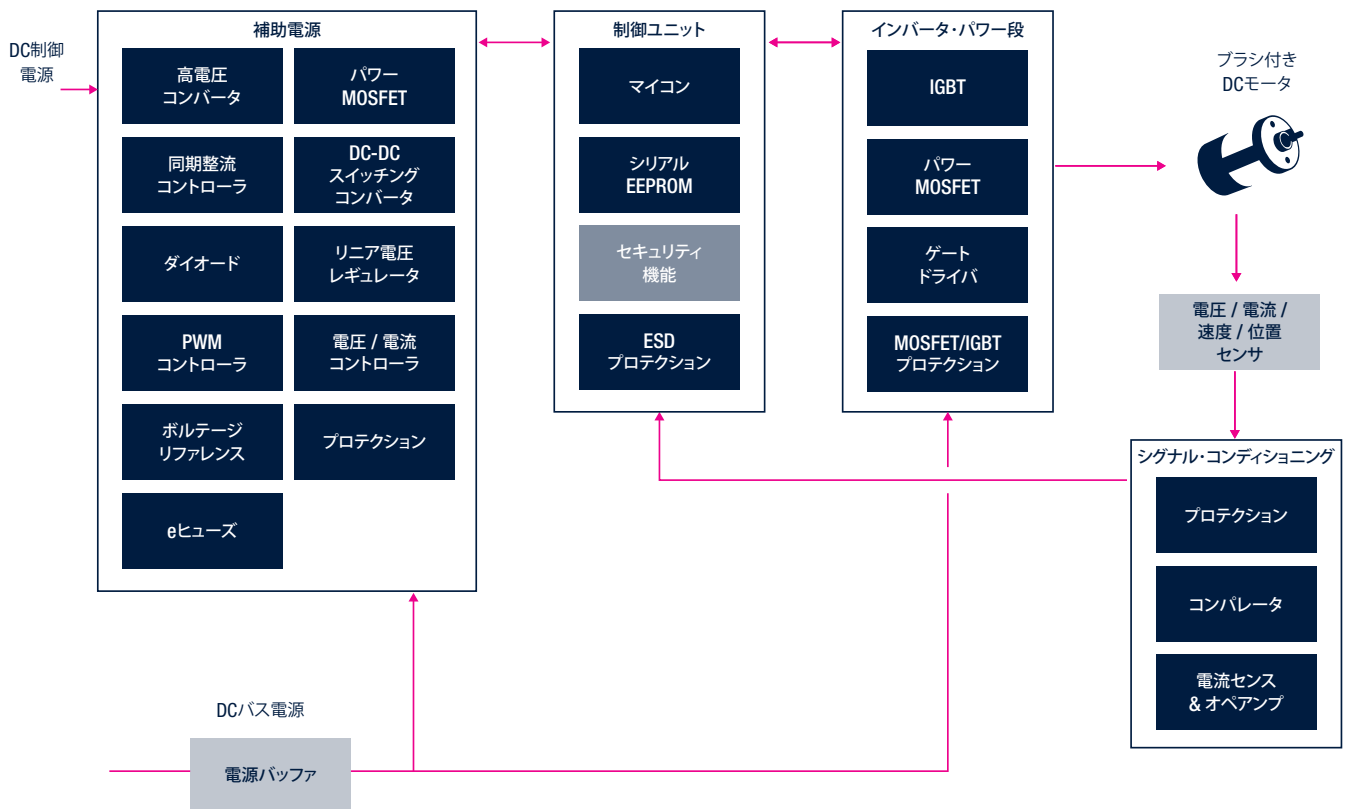 DC制御
電源
補助電源
高電圧
コンバータ
パワー
MOSFET
同期整流
コントローラ
DC-DC
スイッチング
コンバータ
ダイオード
リニア電圧
レギュレータ
PWM
コントローラ
電圧 / 電流
コントローラ
ボルテージ
リファレンス
プロテクション
eヒューズ
制御ユニット
マイコン
シリアル
EEPROM
セキュリティ
機能
ESD
プロテクション
インバータ・パワー段
IGBT
パワー
MOSFET
ゲート
ドライバ
MOSFET/IGBT
プロテクション
ブラシ付き
DCモータ
電圧 / 電流 /
速度 / 位置
センサ
シグナル・コンディショニング
プロテクション
コンパレータ
電流センス
& オペアンプ
DCバス電源
電源バッファ